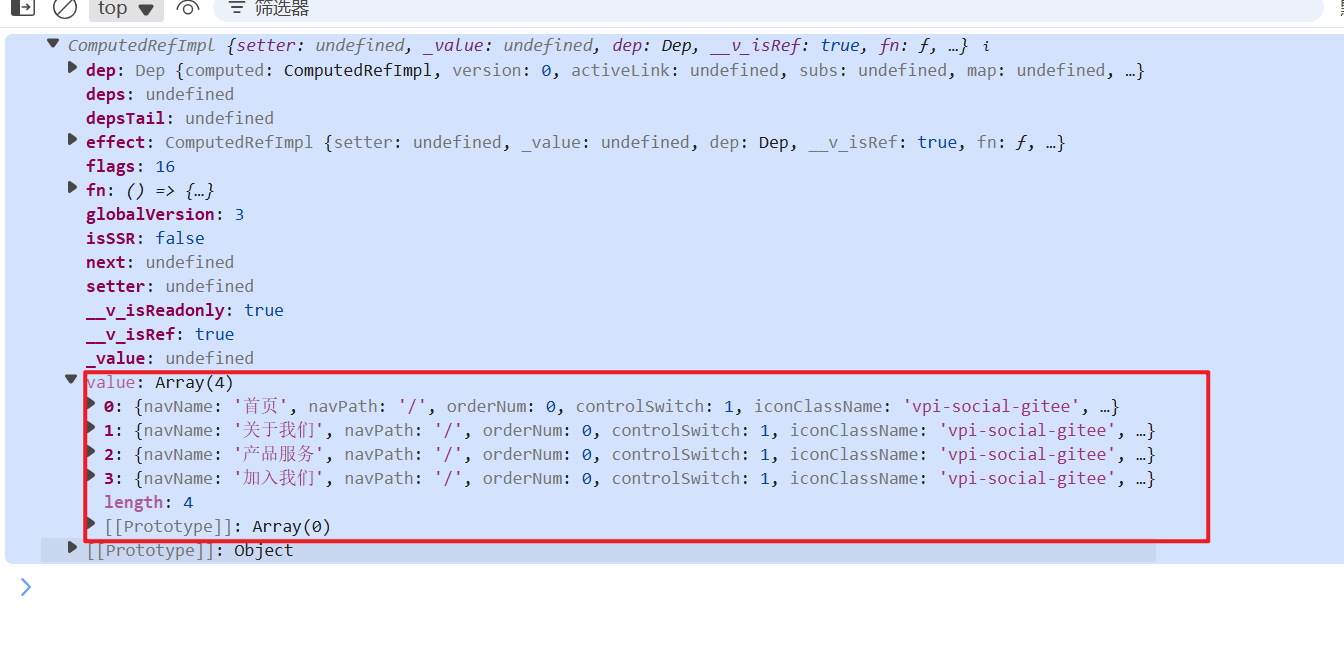 top 筛选器
ComputedRefImpl {setter: undefined, _value: undefined, dep: Dep, __v_isRef: true, fn: ƒ, …} i
dep: Dep {computed: ComputedRefImpl, version: 0, activeLink: undefined, subs: undefined, map: undefined, …}
deps: undefined
depsTail: undefined
effect: ComputedRefImpl {setter: undefined, _value: undefined, dep: Dep, __v_isRef: true, fn: ƒ, …}
flags: 16
fn: () => {…}
globalVersion: 3
isSSR: false
next: undefined
setter: undefined
__v_isReadonly: true
__v_isRef: true
_value: undefined
value: Array(4)
0: {navName: '首页', navPath: '/', orderNum: 0, controlSwitch: 1, iconClassName: 'vpi-social-gitee', …}
1: {navName: '关于我们', navPath: '/', orderNum: 0, controlSwitch: 1, iconClassName: 'vpi-social-gitee', …}
2: {navName: '产品服务', navPath: '/', orderNum: 0, controlSwitch: 1, iconClassName: 'vpi-social-gitee', …}
3: {navName: '加入我们', navPath: '/', orderNum: 0, controlSwitch: 1, iconClassName: 'vpi-social-gitee', …}
length: 4
[[Prototype]]: Array(0)
[[Prototype]]: Object